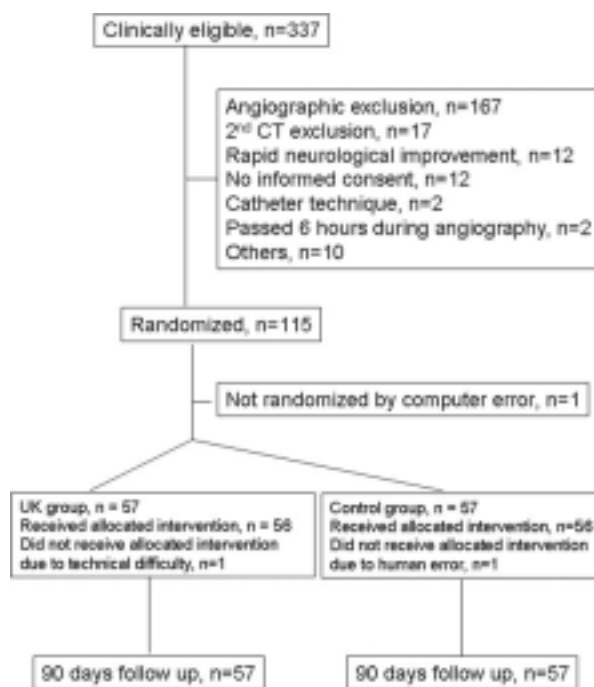 Clinically eligible, n=337
Angiographic exclusion, n=167
2nd CT exclusion, n=17
Rapid neurological improvement, n=12
No informed consent, n=12
Catheter technique, n=2
Passed 6 hours during angiography, n=2
Others, n=10
Randomized, n=115
Not randomized by computer error, n=1
UK group, n = 57
Received allocated intervention, n = 56
Did not receive allocated intervention
due to technical difficulty, n=1
Control group, n = 57
Received allocated intervention, n=56
Did not receive allocated intervention
due to human error, n=1
90 days follow up, n=57
90 days follow up, n=57